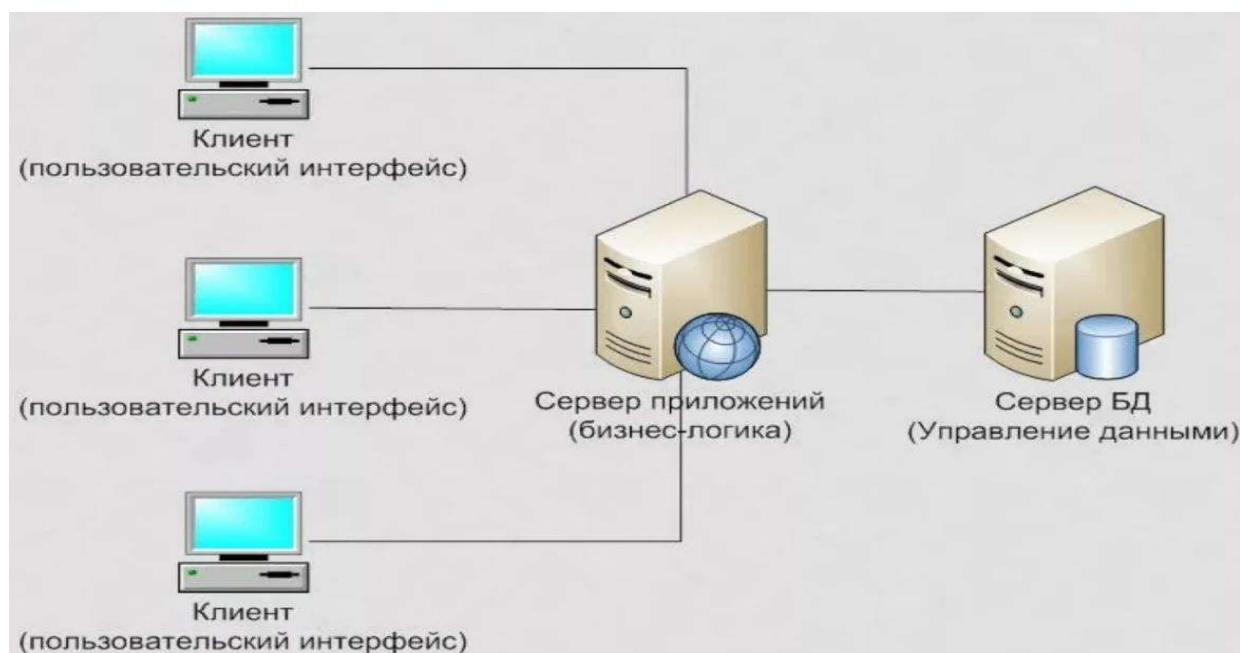 Клиент
(пользовательский интерфейс)
Клиент
(пользовательский интерфейс)
Сервер приложений
(бизнес-логика)
Сервер БД
(Управление данными)
Клиент
(пользовательский интерфейс)